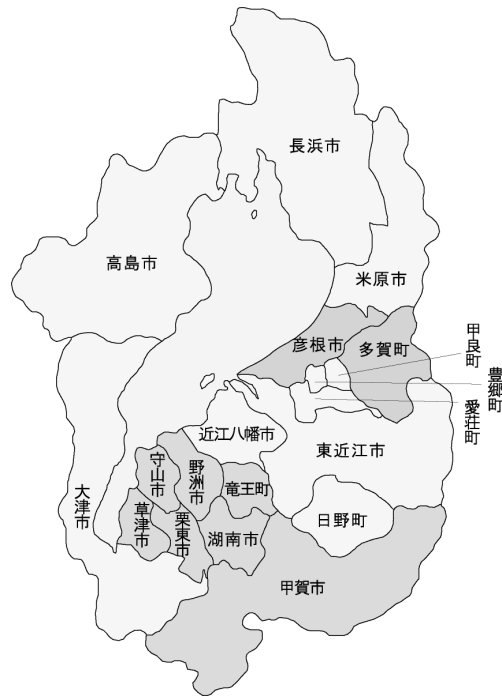 長浜市
高島市
米原市
彦根市
多賀町
甲良町
豊郷町
愛荘町
近江八幡市
東近江市
守山市
野洲市
竜王町
大津市
草津市
栗東市
湖南市
日野町
甲賀市